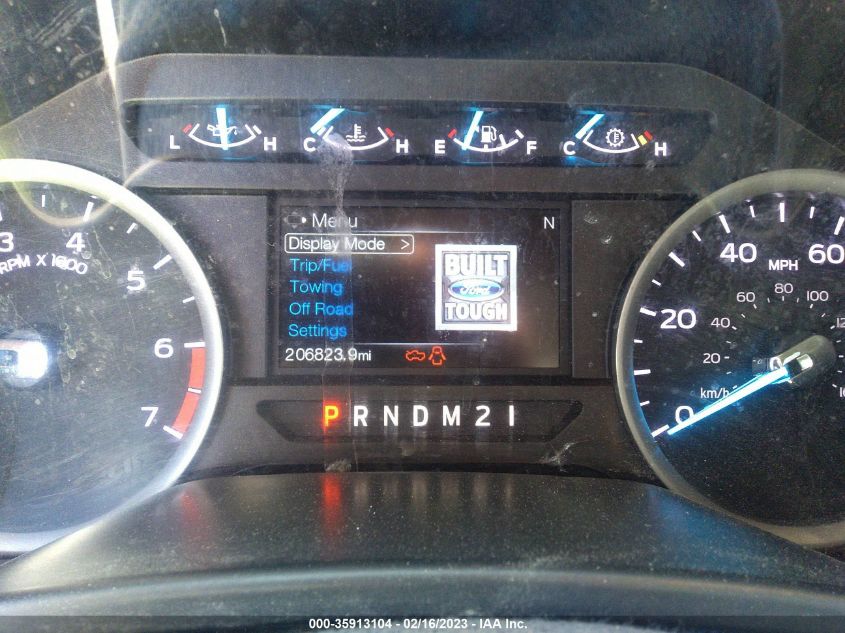 L H C H E F C H
Menu N
Display Mode >
Trip/Fuel
Towing
Off Road
Settings
206823.9mi
BUILT
Ford
TOUGH
3 4 5 6 7
RPM X 1000
0 20 40 60
MPH
20 40 60 80 100
km/h
P R N D M 2 1
000-35913104 / 02/16/2023 - IAA Inc.